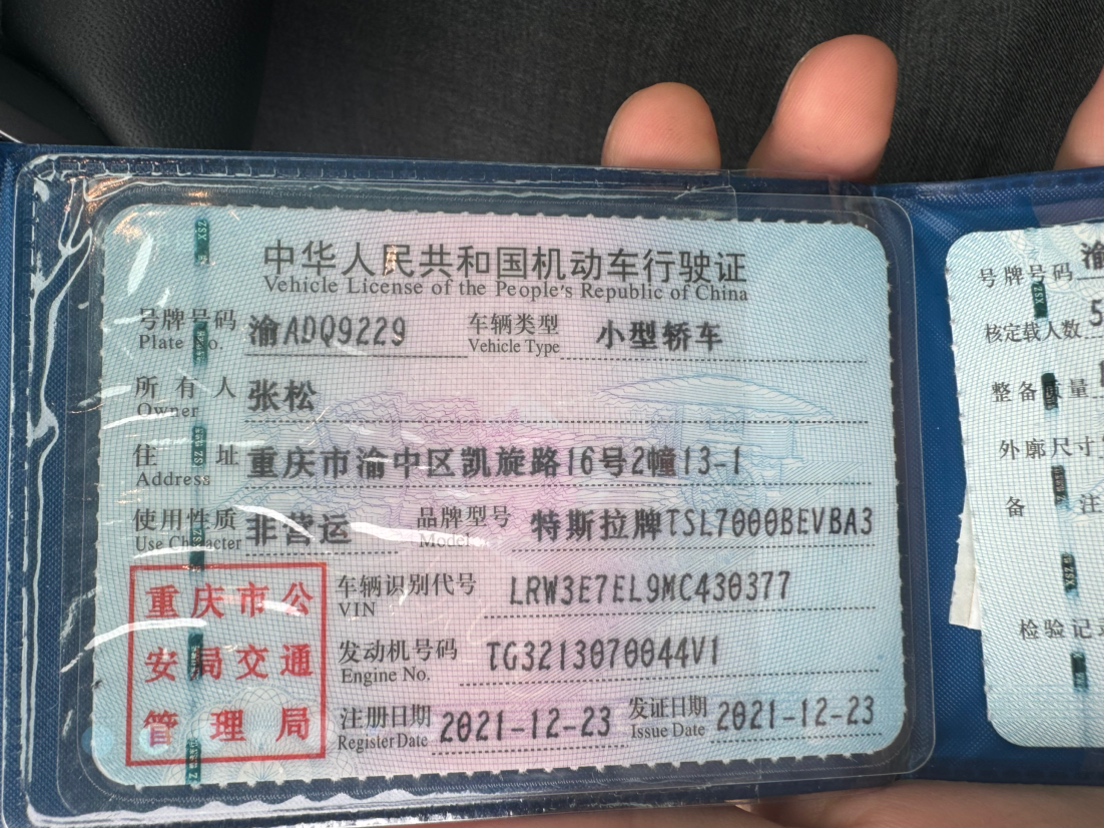 中华人民共和国机动车行驶证
Vehicle License of the People's Republic of China
号牌号码 渝ADQ9229 车辆类型 小型轿车
Plate No. Vehicle Type
所有人 张松
Owner
住址 重庆市渝中区凯旋路16号2幢13-1
Address
使用性质 非营运 品牌型号 特斯拉牌TSL7000BEVBA3
Use Character Model
车辆识别代号 LRW3E7EL9MC430377
VIN
发动机号码 TG3213070044V1
Engine No.
注册日期 2021-12-23 发证日期 2021-12-23
Register Date Issue Date
重庆市公
安局交通
管理局
号牌号码 渝
核定载人数 5
整备质量
外廓尺寸
备注
检验记